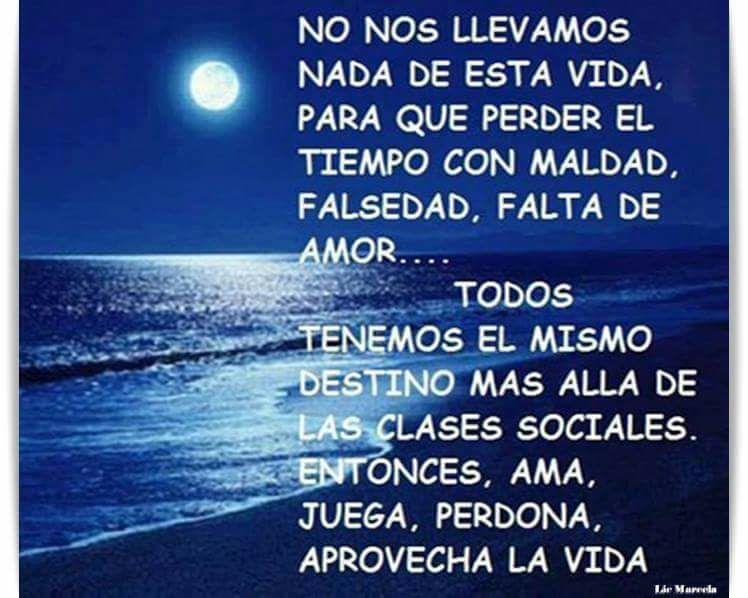 NO NOS LLEVAMOS
NADA DE ESTA VIDA,
PARA QUE PERDER EL
TIEMPO CON MALDAD,
FALSEDAD, FALTA DE
AMOR....
TODOS
TENEMOS EL MISMO
DESTINO MAS ALLA DE
LAS CLASES SOCIALES.
ENTONCES, AMA,
JUEGA, PERDONA,
APROVECHA LA VIDA
Lic Marcela